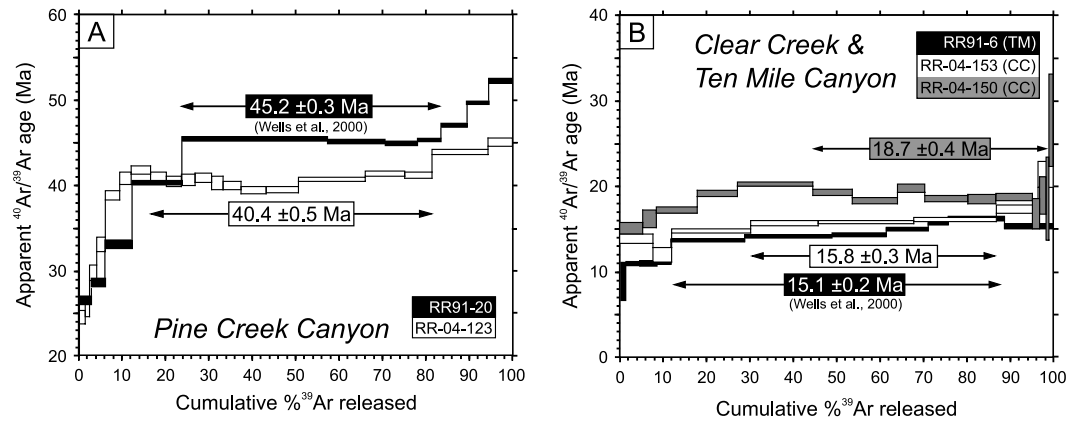 A
Pine Creek Canyon
45.2 ±0.3 Ma
(Wells et al., 2000)
40.4 ±0.5 Ma
RR91-20
RR-04-123
Apparent ⁴⁰Ar/³⁹Ar age (Ma)
60
50
40
30
20
0 10 20 30 40 50 60 70 80 90 100
Cumulative %³⁹Ar released
B
Clear Creek &
Ten Mile Canyon
RR91-6 (TM)
RR-04-153 (CC)
RR-04-150 (CC)
18.7 ±0.4 Ma
15.8 ±0.3 Ma
15.1 ±0.2 Ma
(Wells et al., 2000)
Apparent ⁴⁰Ar/³⁹Ar age (Ma)
40
30
20
10
0
0 10 20 30 40 50 60 70 80 90 100
Cumulative %³⁹Ar released